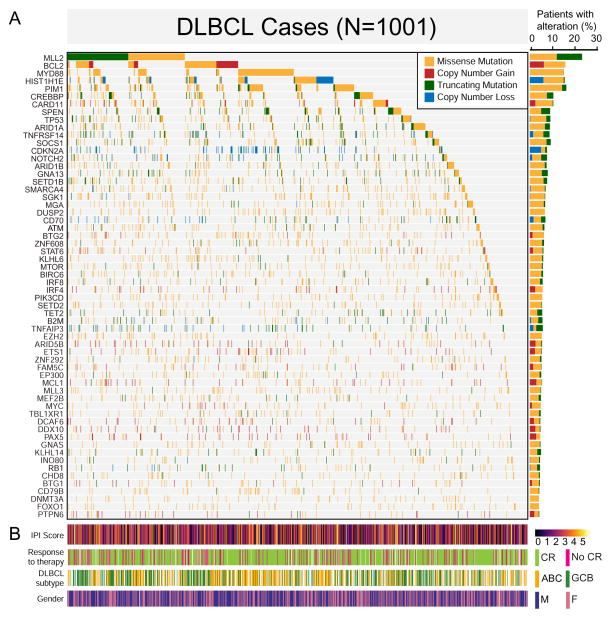 A
DLBCL Cases (N=1001)
Patients with
alteration (%)
0 10 20 30
Missense Mutation
Copy Number Gain
Truncating Mutation
Copy Number Loss
MLL2
BCL2
MYD88
HIST1H1E
PIM1
CREBBP
CARD11
SPEN
TP53
ARID1A
TNFRSF14
SOCS1
CDKN2A
NOTCH2
ARID1B
GNA13
SETD1B
SMARCA4
SGK1
MGA
DUSP2
CD70
ATM
BTG2
ZNF608
STAT6
KLHL6
MTOR
BIRC6
IRF8
IRF4
PIK3CD
SETD2
TET2
B2M
TNFAIP3
EZH2
ARID5B
ETS1
ZNF292
FAM5C
EP300
MCL1
MLL3
MEF2B
MYC
TBL1XR1
DCAF6
DDX10
PAX5
GNAS
KLHL14
INO80
RB1
CHD8
BTG1
CD79B
DNMT3A
FOXO1
PTPN6
B
IPI Score
0 1 2 3 4 5
Response
to therapy
CR No CR
DLBCL
subtype
ABC GCB
Gender
M F